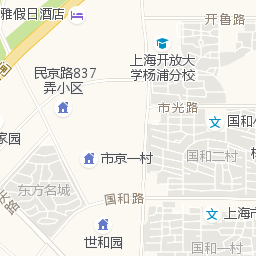 雅假日酒店
开鲁路
上海开放大
学杨浦分校
民京路837
弄小区
市光路
国和
家园
市京一村
国和二村
东方名城
国和路
上海市
世和园
国和一村